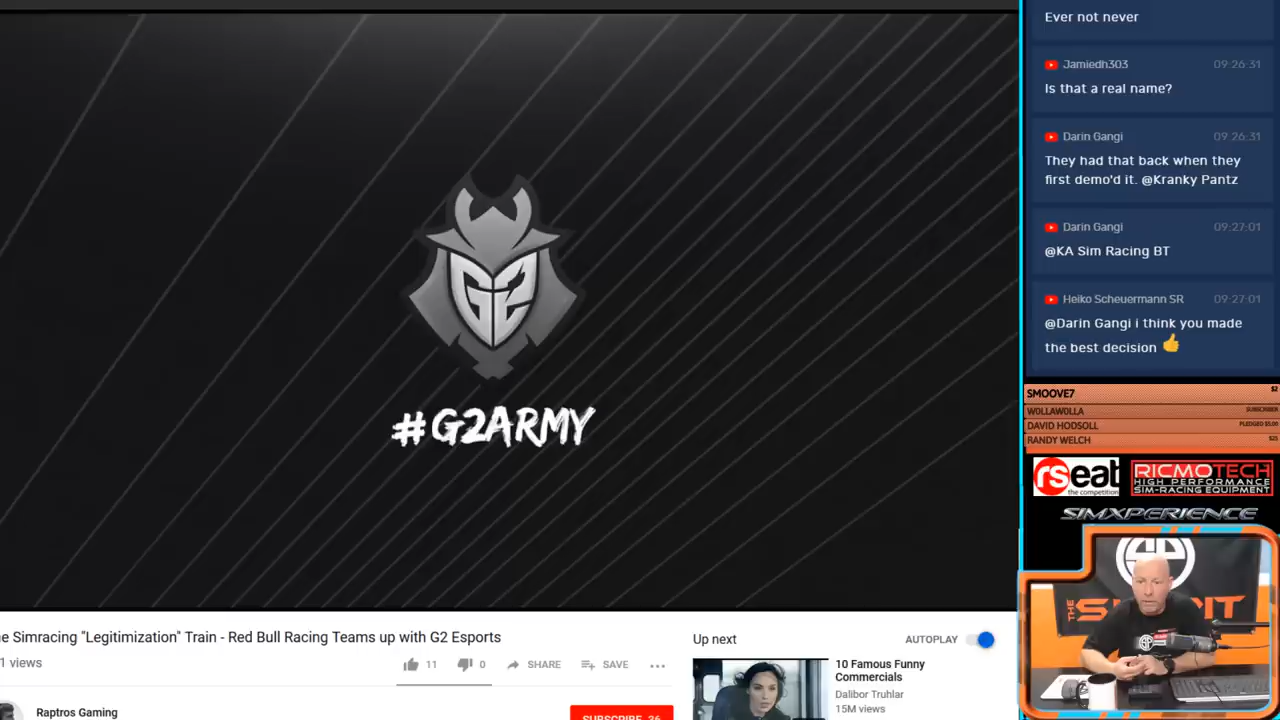 G2
#G2ARMY
e Simracing "Legitimization" Train - Red Bull Racing Teams up with G2 Esports
1 views
11
0
SHARE
SAVE
Raptros Gaming
SUBSCRIBE 36
Up next
AUTOPLAY
10 Famous Funny
Commercials
Dalibor Truhlar
15M views
Ever not never
Jamiedh303 09:26:31
Is that a real name?
Darin Gangi 09:26:31
They had that back when they
first demo'd it. @Kranky Pantz
Darin Gangi 09:27:01
@KA Sim Racing BT
Heiko Scheuermann SR 09:27:01
@Darin Gangi i think you made
the best decision 👍
SMOOVE7 $2
W0LLAW0LLA SUBSCRIBER
DAVID HODSOLL PLEDGED $5.00
RANDY WELCH $25
rseat
the competition
RICMOTECH
HIGH PERFORMANCE
SIM-RACING EQUIPMENT
SIMXPERIENCE
THE